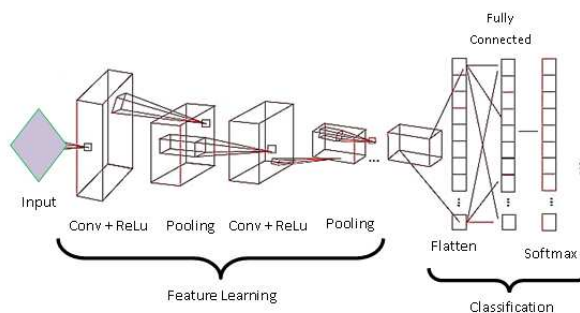 Fully
Connected
Input
Conv + ReLu
Pooling
Conv + ReLu
Pooling
...
Flatten
Softmax
Feature Learning
Classification